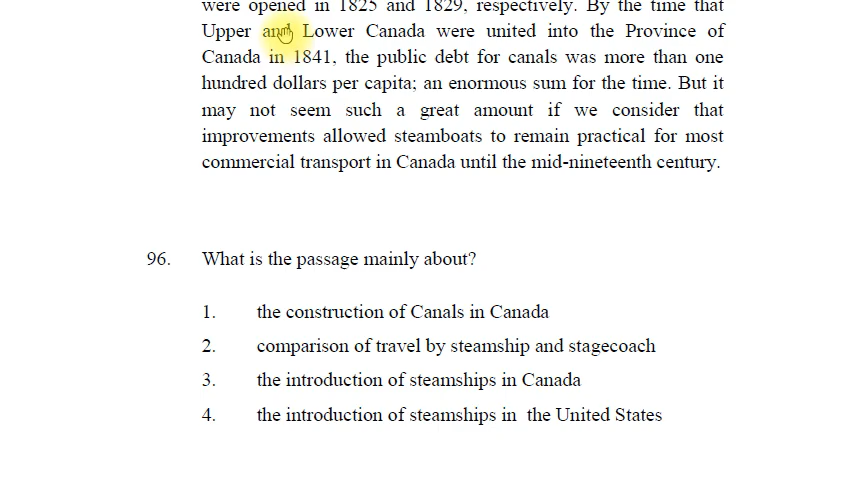 were opened in 1825 and 1829, respectively. By the time that
Upper and Lower Canada were united into the Province of
Canada in 1841, the public debt for canals was more than one
hundred dollars per capita; an enormous sum for the time. But it
may not seem such a great amount if we consider that
improvements allowed steamboats to remain practical for most
commercial transport in Canada until the mid-nineteenth century.
96. What is the passage mainly about?
1. the construction of Canals in Canada
2. comparison of travel by steamship and stagecoach
3. the introduction of steamships in Canada
4. the introduction of steamships in the United States